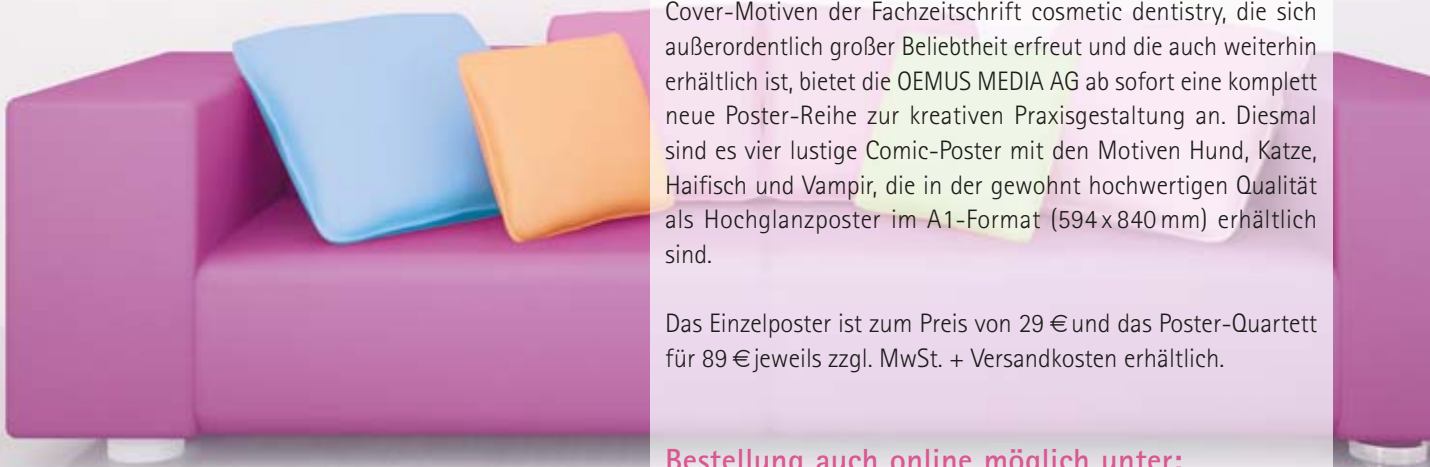 Cover-Motiven der Fachzeitschrift cosmetic dentistry, die sich
außerordentlich großer Beliebtheit erfreut und die auch weiterhin
erhältlich ist, bietet die OEMUS MEDIA AG ab sofort eine komplett
neue Poster-Reihe zur kreativen Praxisgestaltung an. Diesmal
sind es vier lustige Comic-Poster mit den Motiven Hund, Katze,
Haifisch und Vampir, die in der gewohnt hochwertigen Qualität
als Hochglanzposter im A1-Format (594 x 840 mm) erhältlich
sind.
Das Einzelposter ist zum Preis von 29 € und das Poster-Quartett
für 89 € jeweils zzgl. MwSt. + Versandkosten erhältlich.
Bestellung auch online möglich unter: